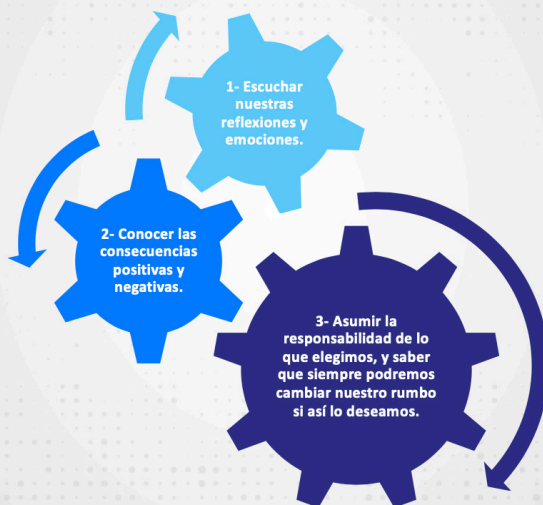 1- Escuchar
nuestras
reflexiones y
emociones.
2- Conocer las
consecuencias
positivas y
negativas.
3- Asumir la
responsabilidad de lo
que elegimos, y saber
que siempre podremos
cambiar nuestro rumbo
si así lo deseamos.